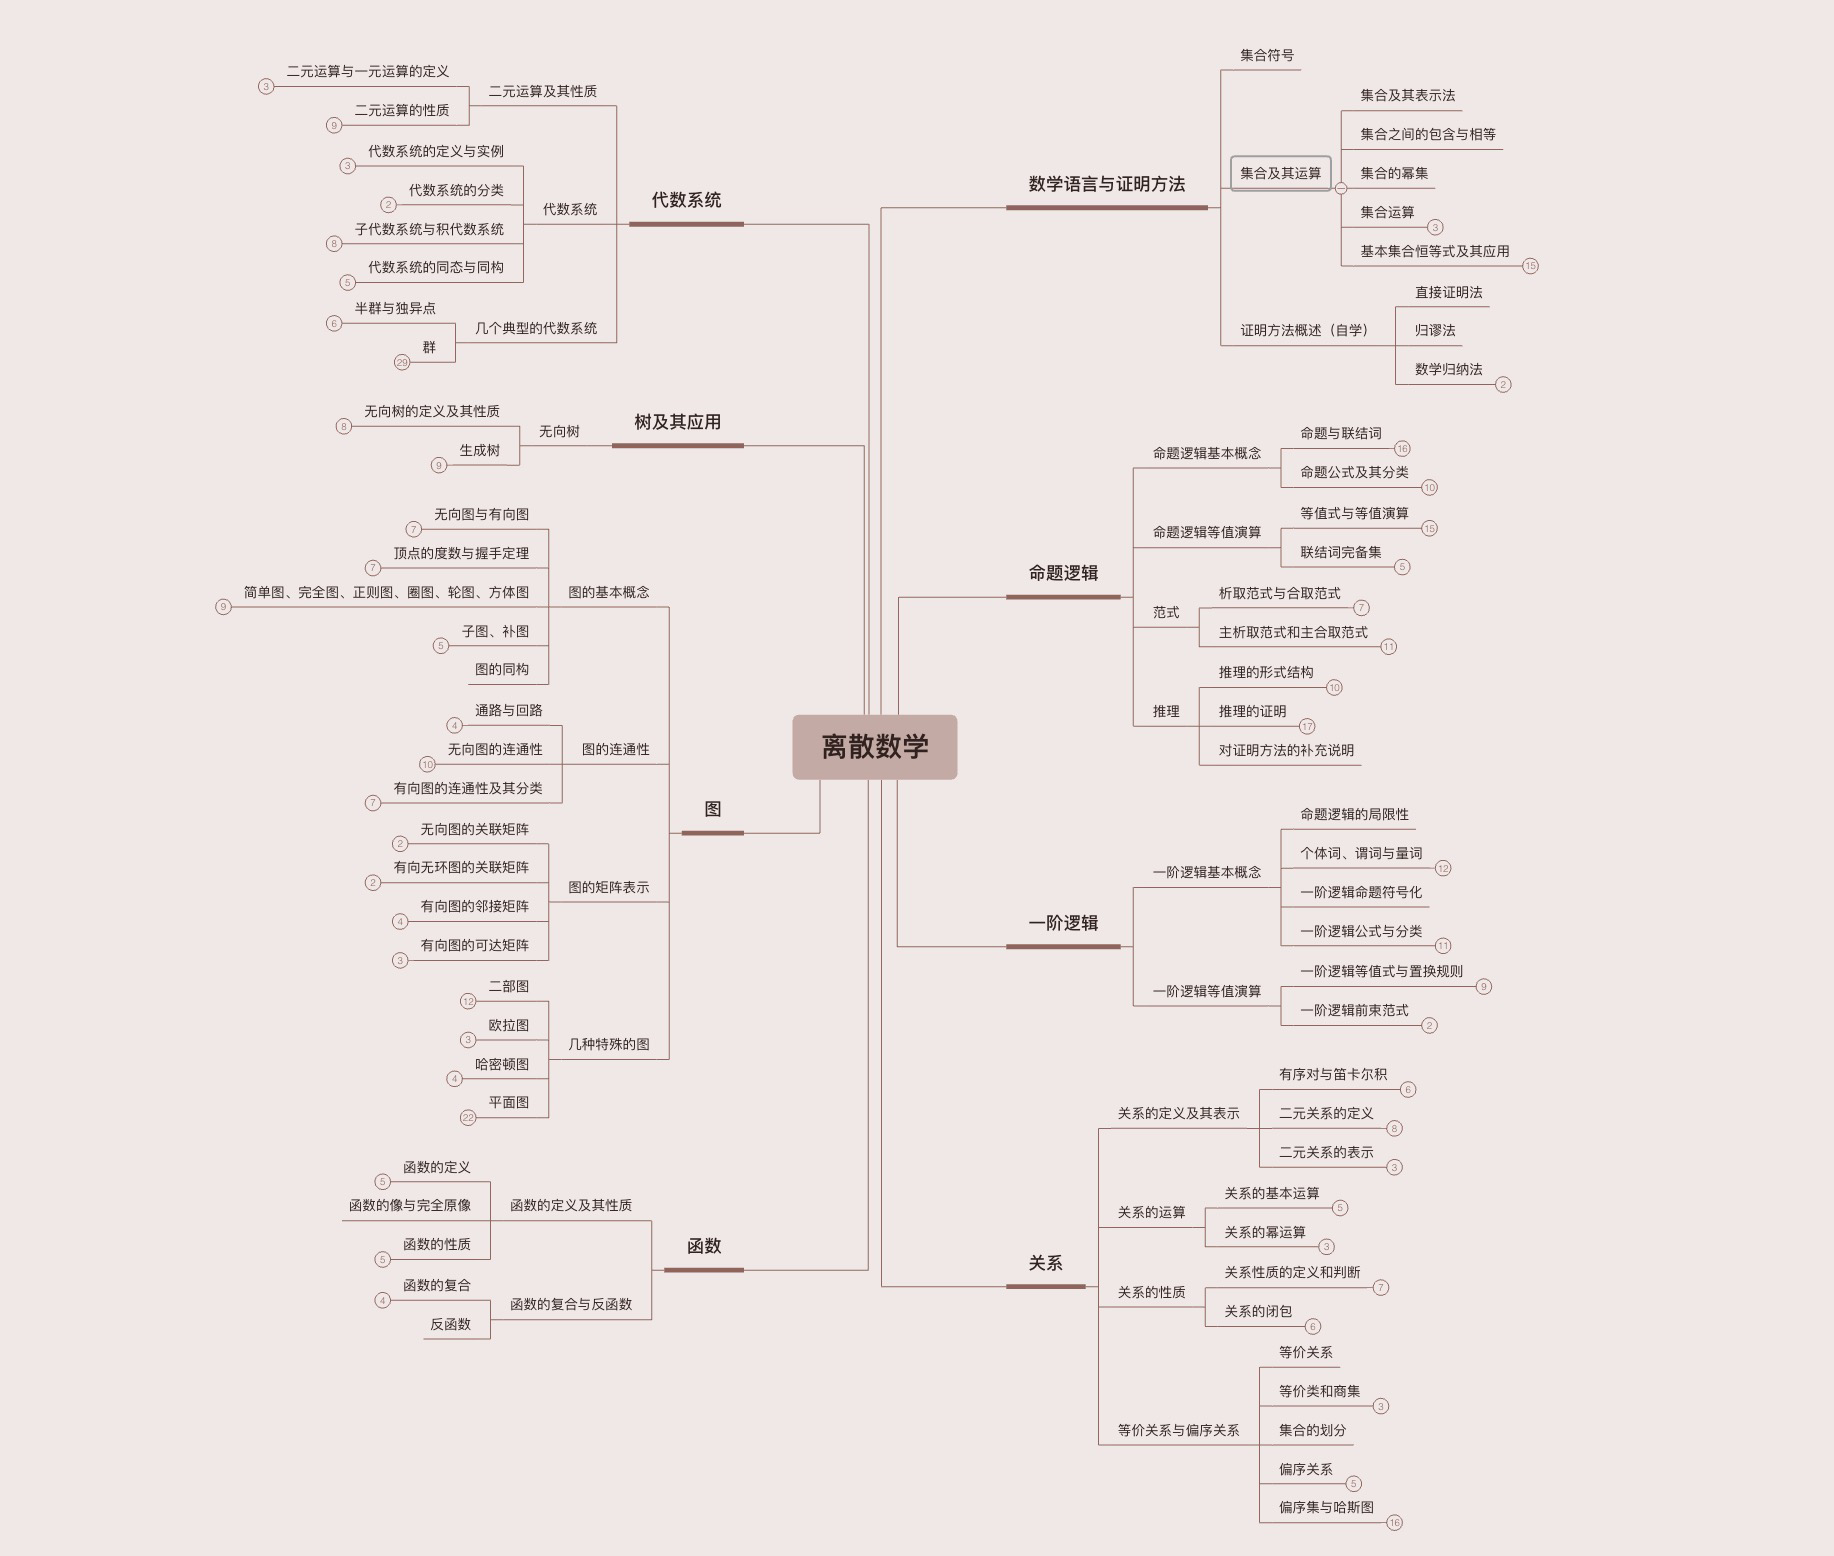 离散数学
数学语言与证明方法
集合符号
集合及其运算
集合及其表示法
集合之间的包含与相等
集合的幂集
集合运算
3
基本集合恒等式及其应用
15
证明方法概述（自学）
直接证明法
归谬法
数学归纳法
2
命题逻辑
命题逻辑基本概念
命题与联结词
16
命题公式及其分类
10
命题逻辑等值演算
等值式与等值演算
15
联结词完备集
5
范式
析取范式与合取范式
7
主析取范式和主合取范式
11
推理
推理的形式结构
10
推理的证明
17
对证明方法的补充说明
一阶逻辑
一阶逻辑基本概念
命题逻辑的局限性
个体词、谓词与量词
12
一阶逻辑命题符号化
一阶逻辑公式与分类
11
一阶逻辑等值演算
一阶逻辑等值式与置换规则
9
一阶逻辑前束范式
2
关系
关系的定义及其表示
有序对与笛卡尔积
6
二元关系的定义
8
二元关系的表示
3
关系的运算
关系的基本运算
5
关系的幂运算
3
关系的性质
关系性质的定义和判断
7
关系的闭包
6
等价关系与偏序关系
等价关系
等价类和商集
3
集合的划分
偏序关系
5
偏序集与哈斯图
16
代数系统
二元运算及其性质
二元运算与一元运算的定义
3
二元运算的性质
9
代数系统
代数系统的定义与实例
3
代数系统的分类
2
子代数系统与积代数系统
8
代数系统的同态与同构
5
几个典型的代数系统
半群与独异点
6
群
29
树及其应用
无向树
无向树的定义及其性质
8
生成树
9
图
图的基本概念
无向图与有向图
7
顶点的度数与握手定理
7
简单图、完全图、正则图、圈图、轮图、方体图
9
子图、补图
5
图的同构
图的连通性
通路与回路
4
无向图的连通性
10
有向图的连通性及其分类
7
图的矩阵表示
无向图的关联矩阵
2
有向无环图的关联矩阵
2
有向图的邻接矩阵
4
有向图的可达矩阵
3
几种特殊的图
二部图
12
欧拉图
3
哈密顿图
4
平面图
22
函数
函数的定义及其性质
函数的定义
5
函数的像与完全原像
函数的性质
5
函数的复合与反函数
函数的复合
4
反函数